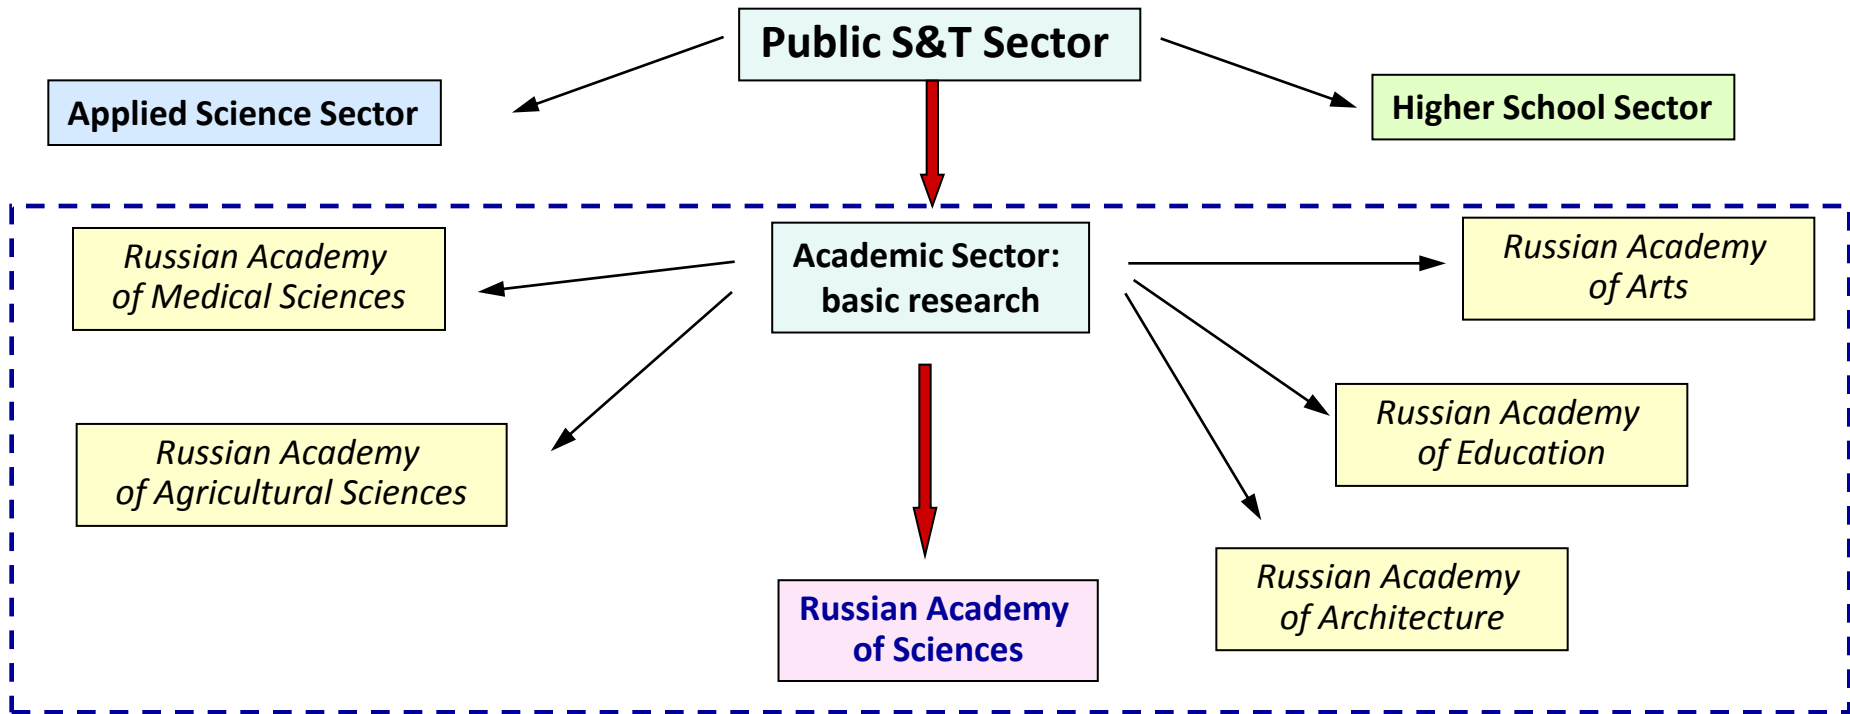 Public S&T Sector
Applied Science Sector
Higher School Sector
Russian Academy
of Medical Sciences
Academic Sector:
basic research
Russian Academy
of Arts
Russian Academy
of Agricultural Sciences
Russian Academy
of Education
Russian Academy
of Sciences
Russian Academy
of Architecture